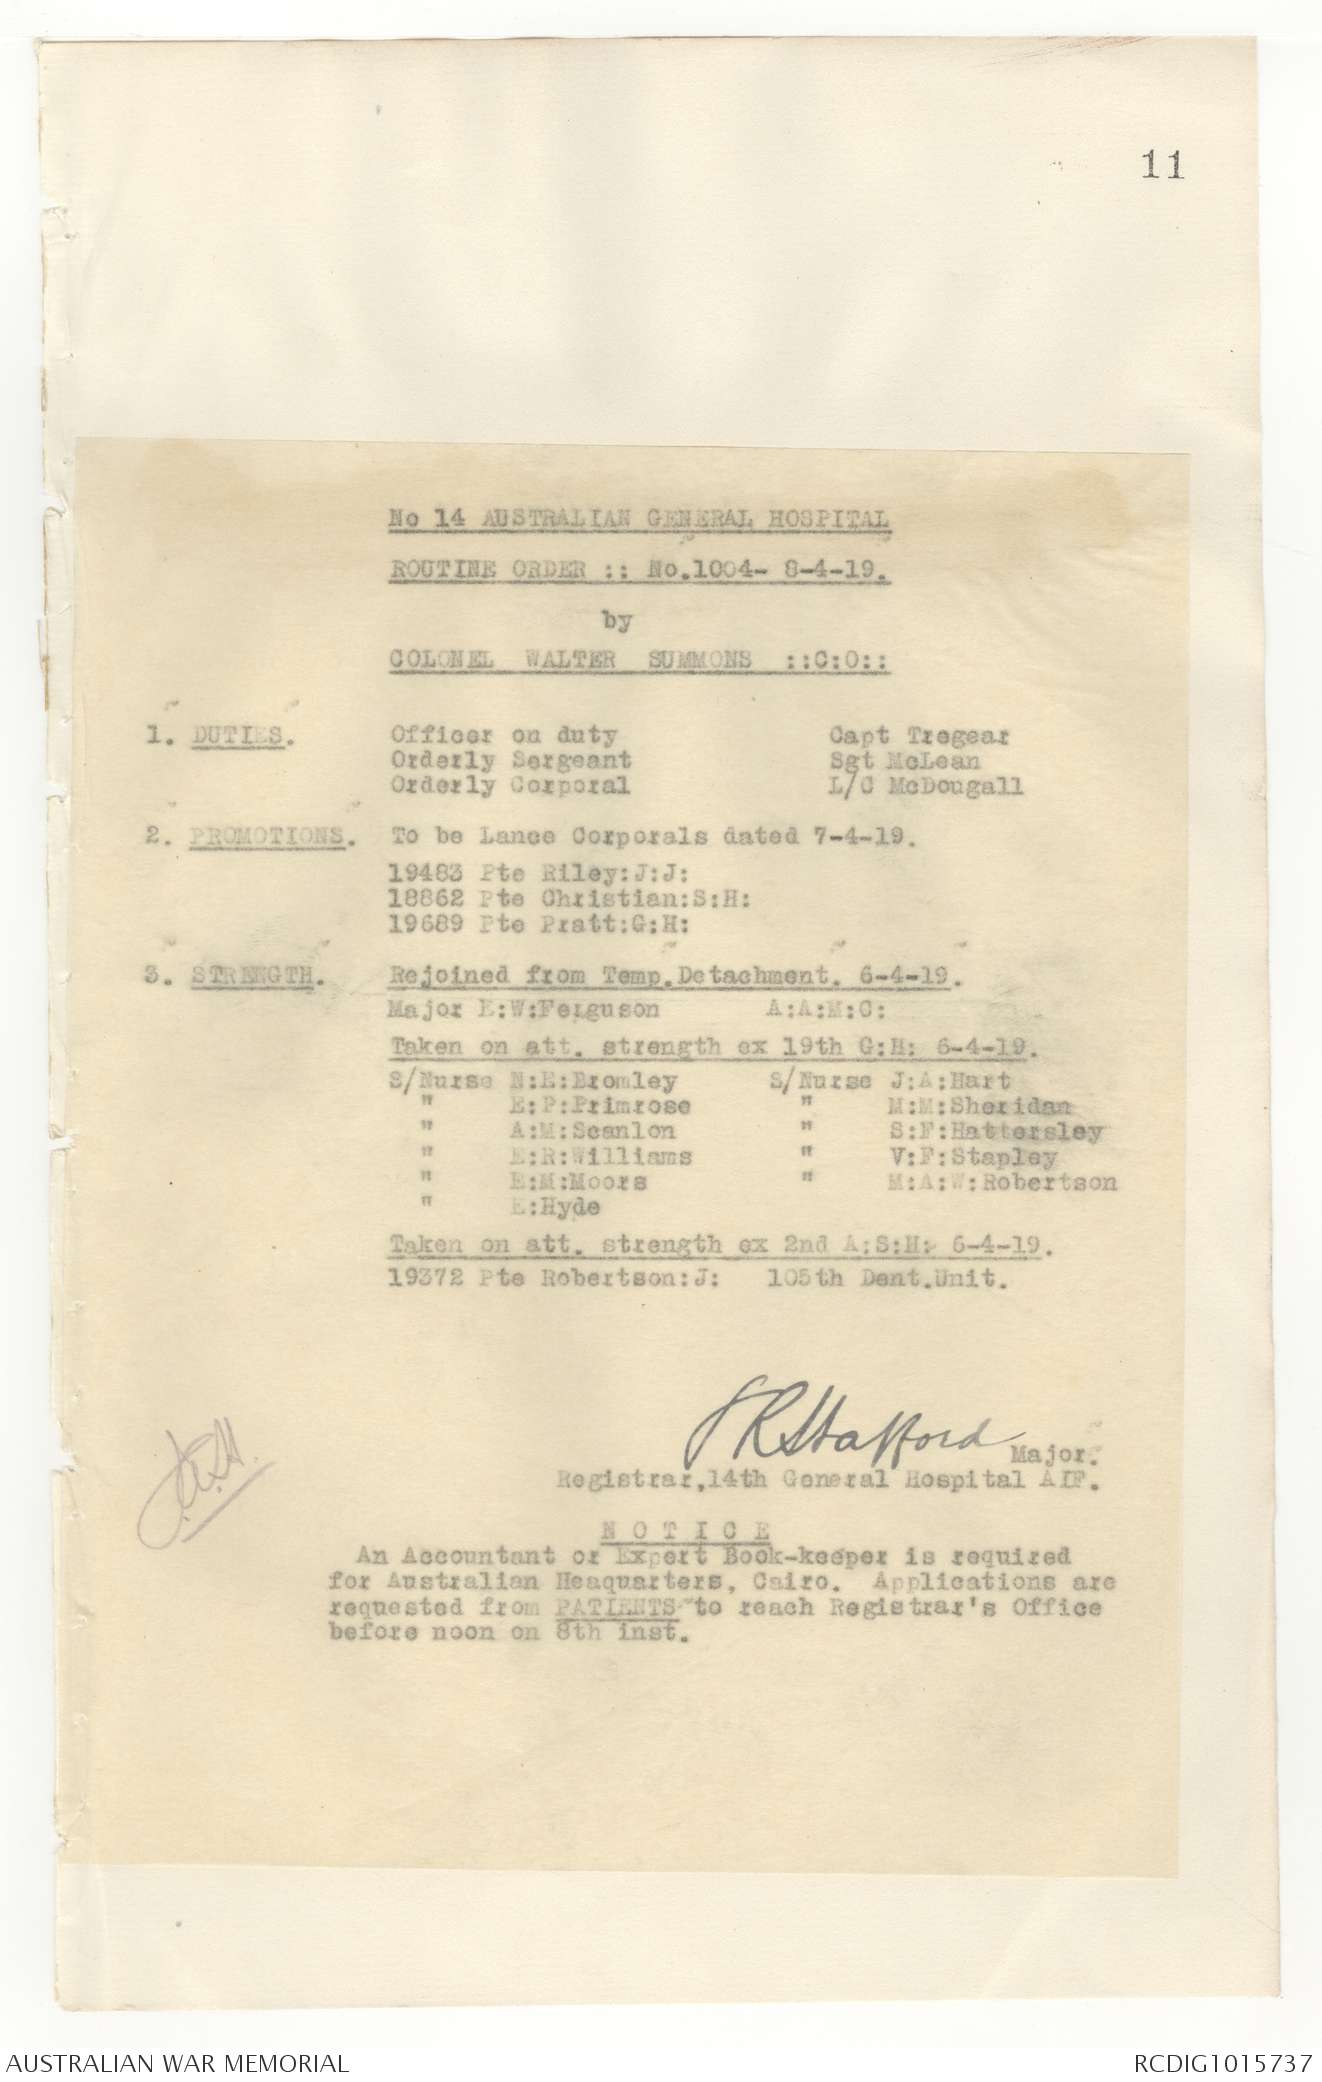 11
No 14 AUSTRALIAN GENERAL HOSPITAL
ROUTINE ORDER :: No.1004- 8-4-19.
by
COLONEL WALTER SUMMONS ::C:O::
1. DUTIES. Officer on duty Capt Tregear
Orderly Sergeant Sgt McLean
Orderly Corporal L/C McDougall
2. PROMOTIONS. To be Lance Corporals dated 7-4-19.
19483 Pte Riley:J:J:
18862 Pte Christian:S:H:
19689 Pte Pratt:G:H:
3. STRENGTH. Rejoined from Temp.Detachment. 6-4-19.
Major E:W:Ferguson A:A:M:C:
Taken on att. strength ex 19th G:H: 6-4-19.
S/Nurse N:E:Bromley S/Nurse J:A:Hart
" E:P:Primrose " M:M:Sheridan
" A:M:Scanlon " S:F:Hattersley
" E:R:Williams " V:F:Stapley
" E:M:Moors " M:A:W:Robertson
" E:Hyde
Taken on att. strength ex 2nd A:S:H: 6-4-19.
19372 Pte Robertson:J: 105th Dent.Unit.
Stafford Major.
Registrar,14th General Hospital AIF.
N O T I C E
An Accountant or Expert Book-keeper is required
for Australian Heaquarters, Cairo. Applications are
requested from PATIENTS to reach Registrar's Office
before noon on 8th inst.
AUSTRALIAN WAR MEMORIAL RCDIG1015737